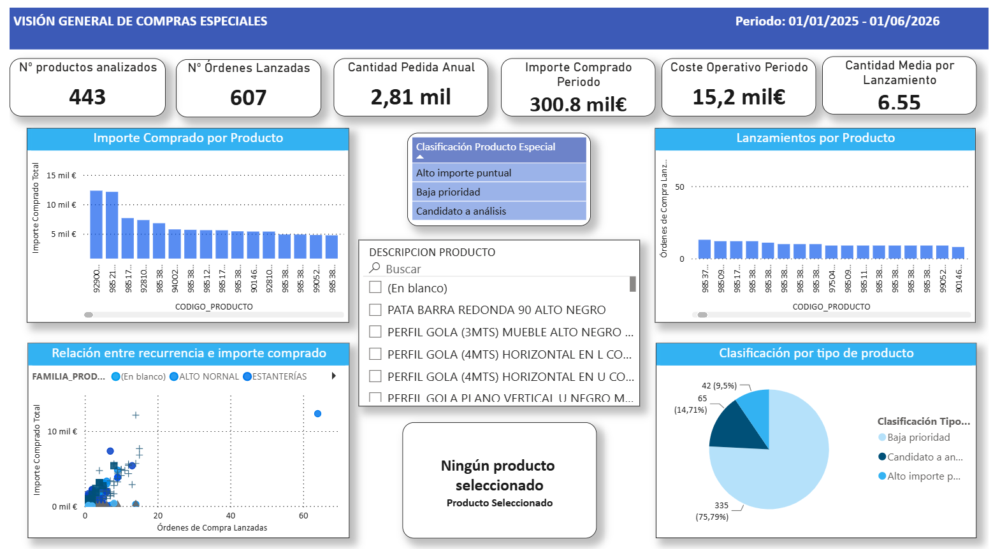 VISIÓN GENERAL DE COMPRAS ESPECIALES
Periodo: 01/01/2025 - 01/06/2026
Nº productos analizados
443
Nº Órdenes Lanzadas
607
Cantidad Pedida Anual
2,81 mil
Importe Comprado
Periodo
300.8 mil€
Coste Operativo Periodo
15,2 mil€
Cantidad Media por
Lanzamiento
6.55
Importe Comprado por Producto
Importe Comprado Total
15 mil €
10 mil €
5 mil €
92900...
98521...
98517...
92810...
98538...
94002...
98538...
98512...
98517...
98538...
90146...
92810...
98538...
98538...
99052...
98538...
CODIGO_PRODUCTO
Clasificación Producto Especial
Alto importe puntual
Baja prioridad
Candidato a análisis
DESCRIPCION PRODUCTO
Buscar
(En blanco)
PATA BARRA REDONDA 90 ALTO NEGRO
PERFIL GOLA (3MTS) MUEBLE ALTO NEGRO ...
PERFIL GOLA (4MTS) HORIZONTAL EN L CO...
PERFIL GOLA (4MTS) HORIZONTAL EN U CO...
PERFIL GOLA PLANO VERTICAL U NEGRO M...
Lanzamientos por Producto
Órdenes de Compra Lanz...
50
0
98537...
98509...
98517...
98538...
98538...
98538...
98538...
98538...
97504...
98509...
98511...
98538...
98538...
98538...
98538...
99052...
90146...
CODIGO_PRODUCTO
Relación entre recurrencia e importe comprado
FAMILIA_PROD...
(En blanco)
ALTO NORMAL
ESTANTERÍAS
Importe Comprado Total
10 mil €
0 mil €
0
20
40
60
Órdenes de Compra Lanzadas
Ningún producto
seleccionado
Producto Seleccionado
Clasificación por tipo de producto
42 (9,5%)
65
(14,71%)
335
(75,79%)
Clasificación Tipo...
Baja prioridad
Candidato a an...
Alto importe p...